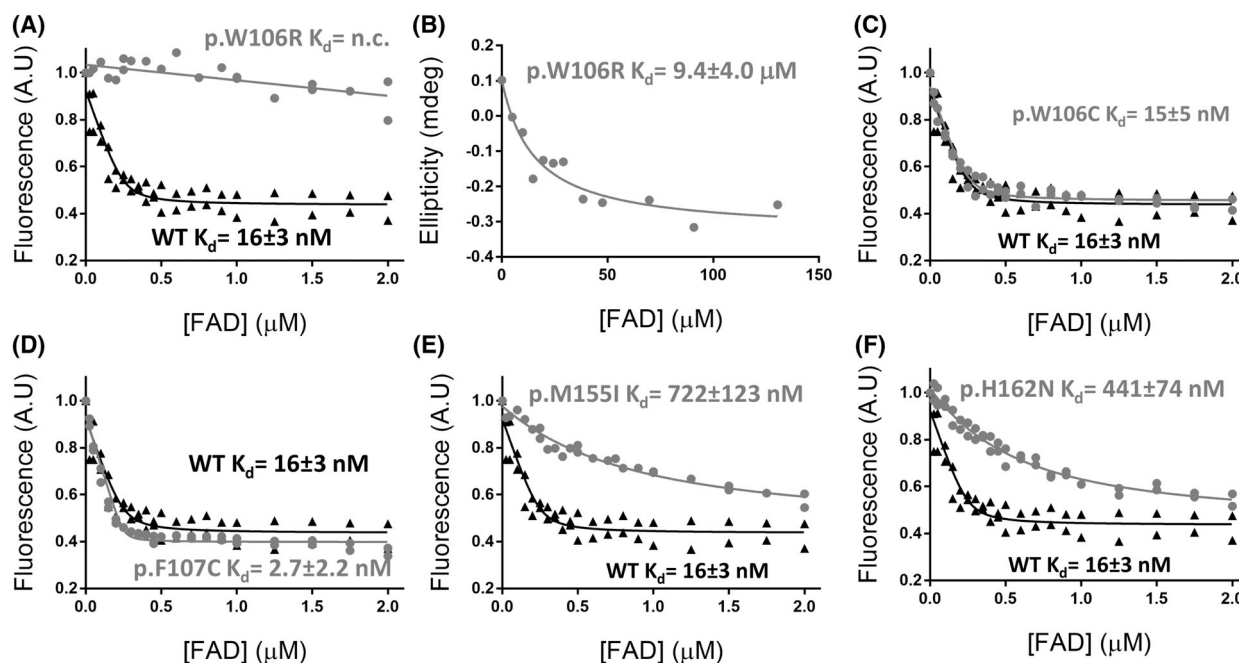 (A)
p.W106R Kd= n.c.
Fluorescence (A.U)
1.0
0.8
0.6
0.4
0.2
WT Kd= 16±3 nM
0.0 0.5 1.0 1.5 2.0
[FAD] (μM)
(B)
p.W106R Kd= 9.4±4.0 μM
Ellipticity (mdeg)
0.2
0.1
0.0
-0.1
-0.2
-0.3
-0.4
0 50 100 150
[FAD] (μM)
(C)
Fluorescence (A.U)
1.0
0.8
0.6
0.4
0.2
p.W106C Kd= 15±5 nM
WT Kd= 16±3 nM
0.0 0.5 1.0 1.5 2.0
[FAD] (μM)
(D)
Fluorescence (A.U)
1.0
0.8
0.6
0.4
0.2
WT Kd= 16±3 nM
p.F107C Kd= 2.7±2.2 nM
0.0 0.5 1.0 1.5 2.0
[FAD] (μM)
(E)
p.M155I Kd= 722±123 nM
Fluorescence (A.U)
1.0
0.8
0.6
0.4
0.2
WT Kd= 16±3 nM
0.0 0.5 1.0 1.5 2.0
[FAD] (μM)
(F)
p.H162N Kd= 441±74 nM
Fluorescence (A.U)
1.0
0.8
0.6
0.4
0.2
WT Kd= 16±3 nM
0.0 0.5 1.0 1.5 2.0
[FAD] (μM)